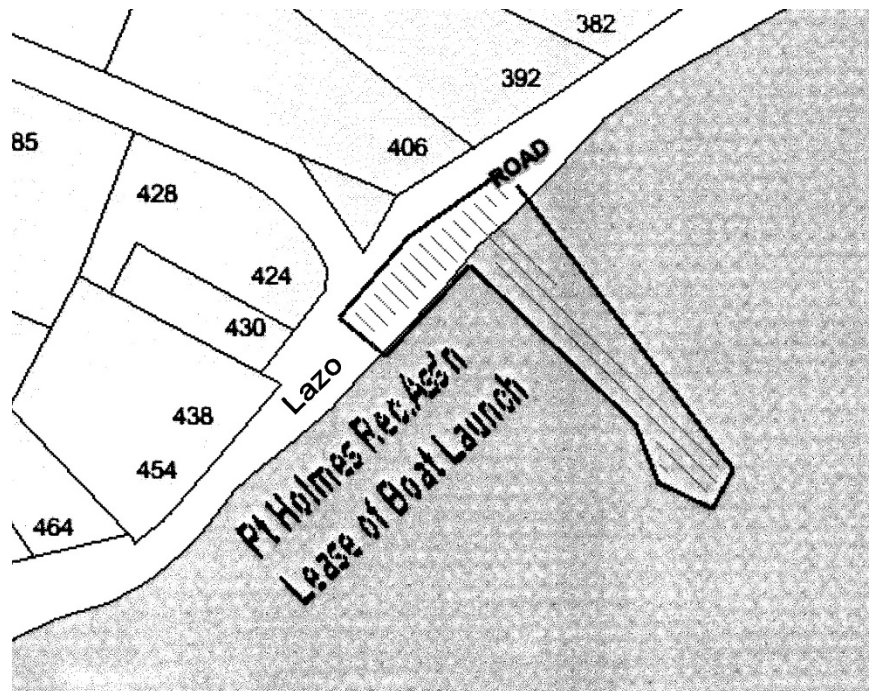 382
392
85
406
ROAD
428
424
430
Lazo
438
454
464
Pt Holmes Rec.Ass'n
Lease of Boat Launch